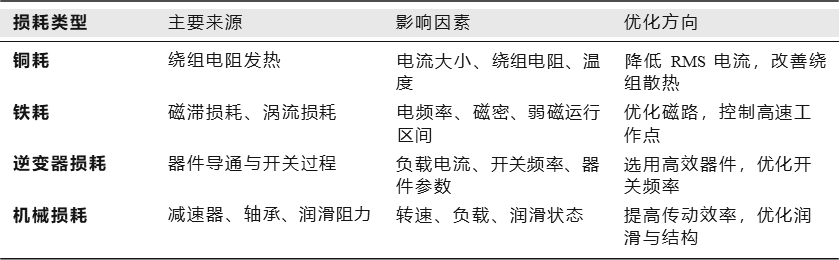 损耗类型 主要来源 影响因素 优化方向
铜耗 绕组电阻发热 电流大小、绕组电阻、温度 降低 RMS 电流，改善绕组散热
铁耗 磁滞损耗、涡流损耗 电频率、磁密、弱磁运行区间 优化磁路，控制高速工作点
逆变器损耗 器件导通与开关过程 负载电流、开关频率、器件参数 选用高效器件，优化开关频率
机械损耗 减速器、轴承、润滑阻力 转速、负载、润滑状态 提高传动效率，优化润滑与结构